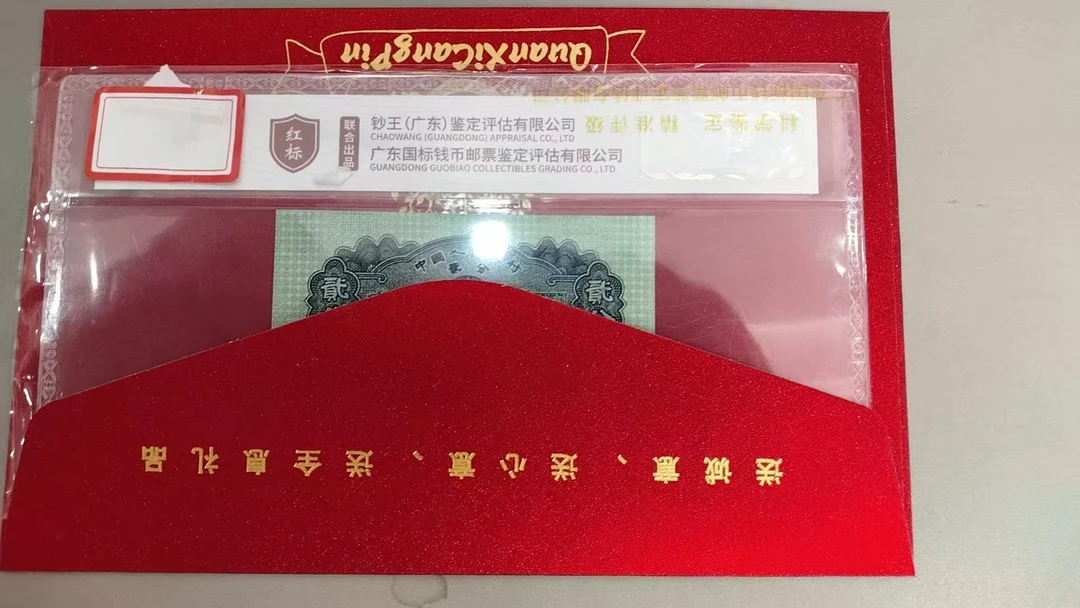 QuanXiCangPin
科学鉴定 精准评级
红标
联合出品
钞王(广东)鉴定评估有限公司
CHAOWANG (GUANGDONG) APPRAISAL CO., LTD
广东国标钱币邮票鉴定评估有限公司
GUANGDONG GUOBIAO COLLECTIBLES GRADING CO., LTD
贰 贰
送诚意、送心意、送全息礼品